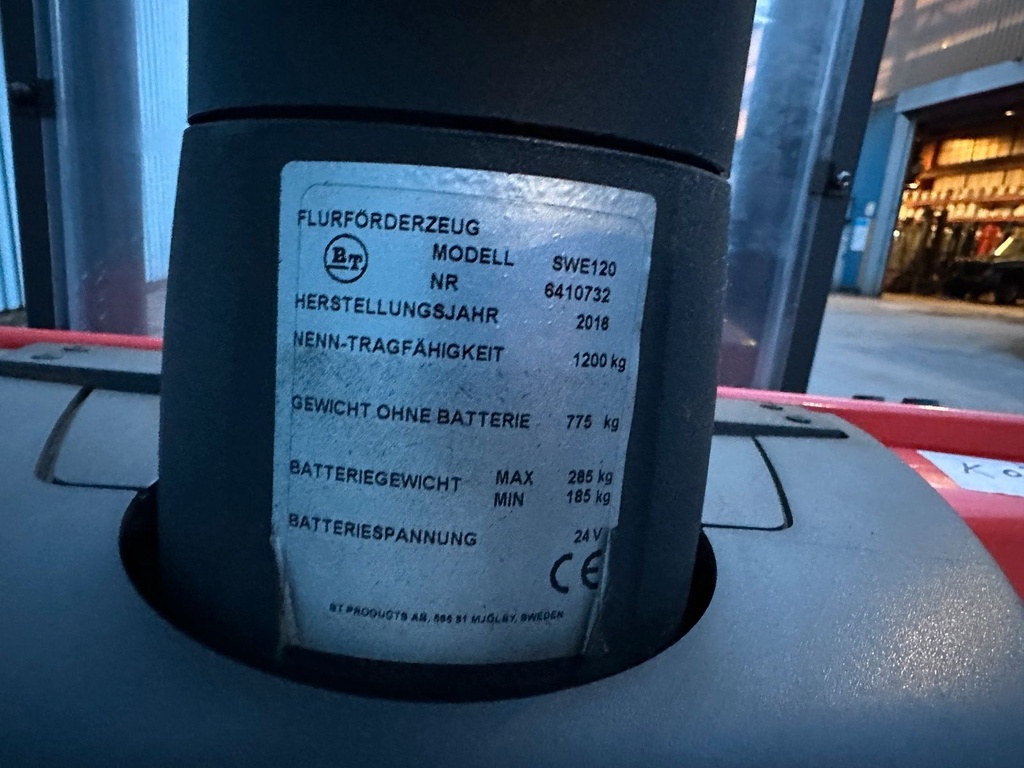 FLURFÖRDERZEUG
BT
MODELL SWE120
NR 6410732
HERSTELLUNGSJAHR 2016
NENN-TRAGFÄHIGKEIT 1200 kg
GEWICHT OHNE BATTERIE 775 kg
BATTERIEGEWICHT MAX 285 kg
MIN 185 kg
BATTERIESPANNUNG 24 V
CE
BT PRODUCTS AB, 595 81 MJÖLBY, SWEDEN